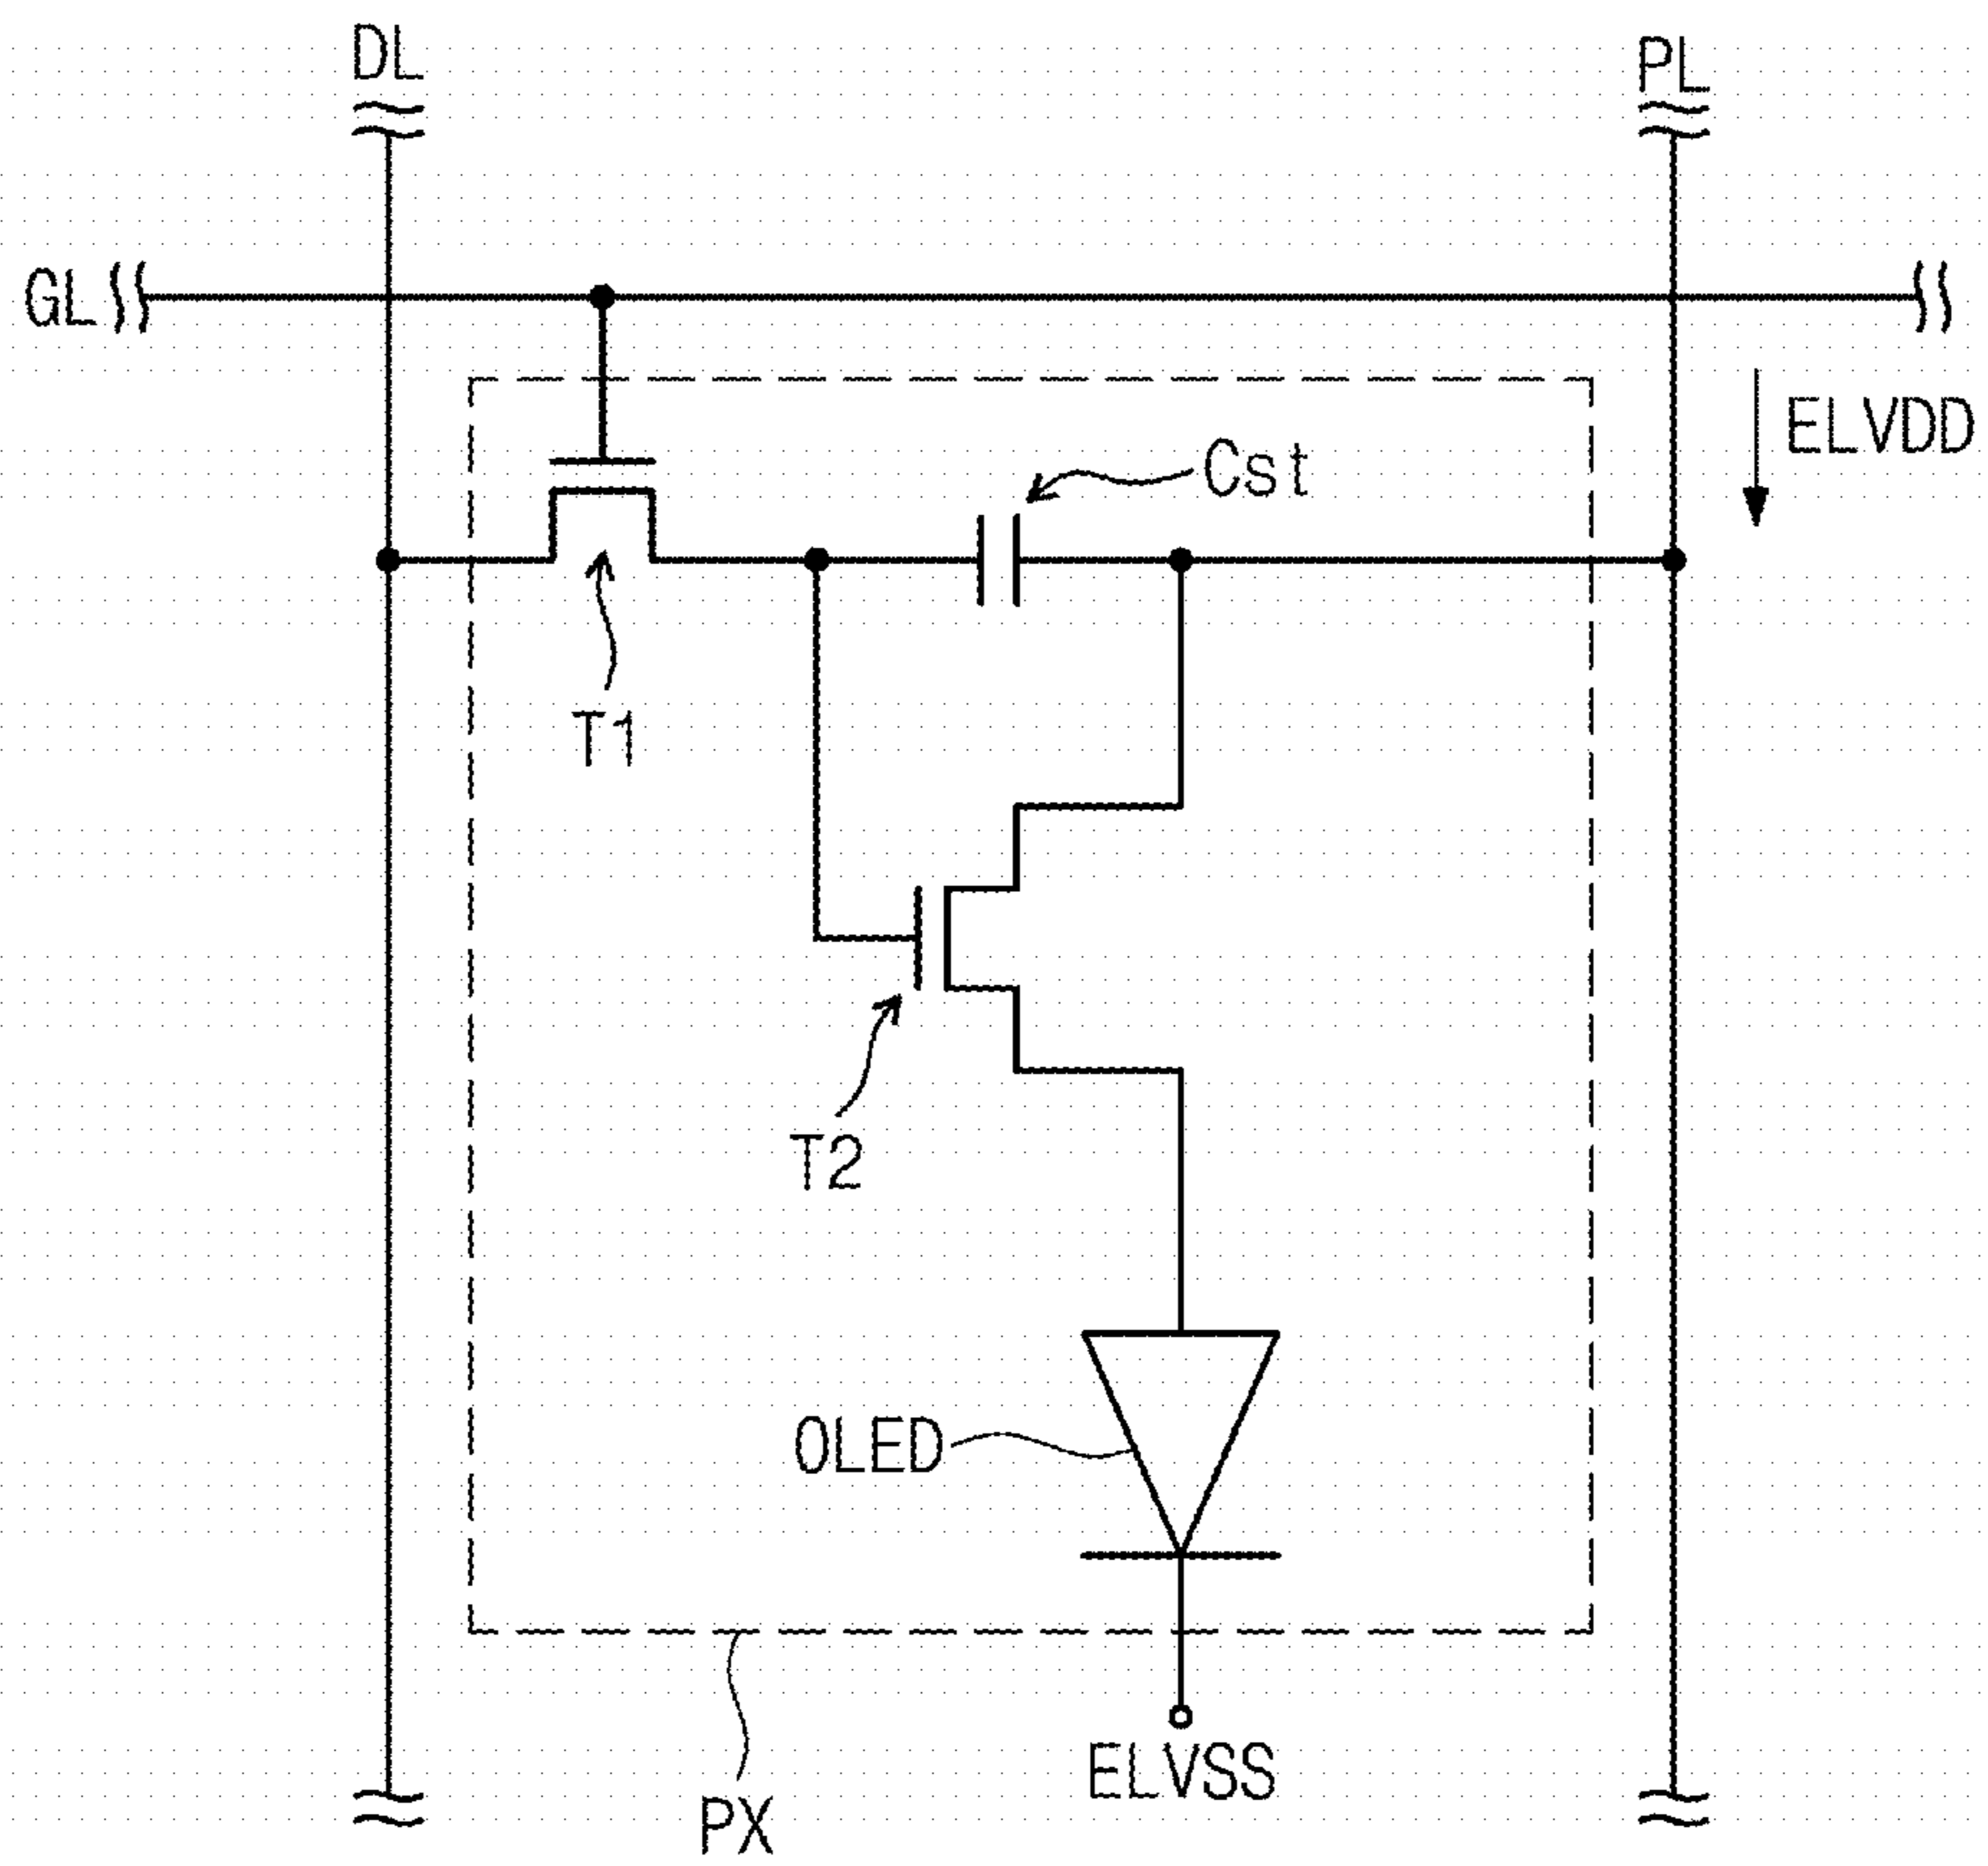 DL
PL
GL
ELVDD
Cst
T1
T2
OLED
ELVSS
PX